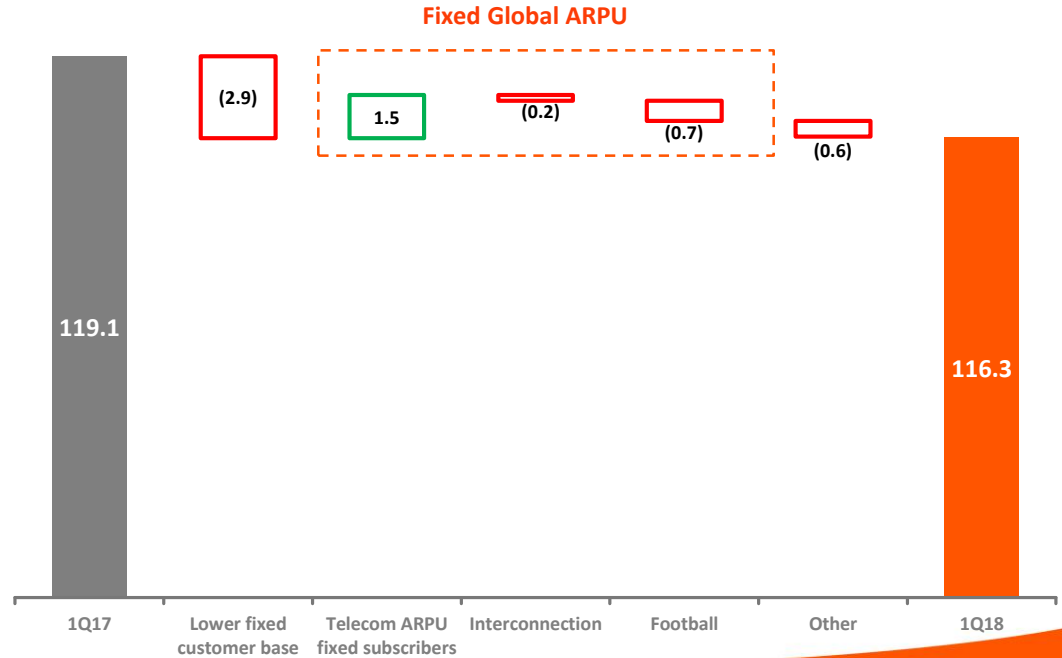 Fixed Global ARPU
(2.9)
1.5
(0.2)
(0.7)
(0.6)
119.1
116.3
1Q17
Lower fixed
customer base
Telecom ARPU
fixed subscribers
Interconnection
Football
Other
1Q18